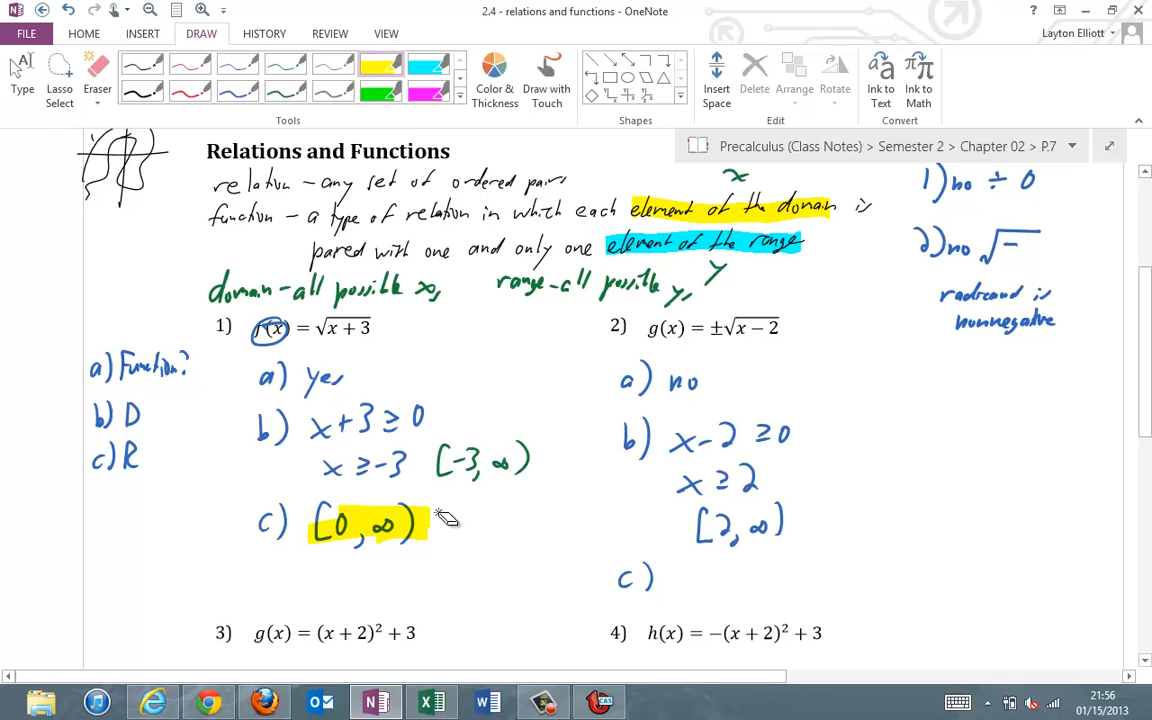 2.4 - relations and functions - OneNote
FILE HOME INSERT DRAW HISTORY REVIEW VIEW
Layton Elliott
Type
Lasso Select
Eraser
Color & Thickness
Draw with Touch
Insert Space
Delete
Arrange
Rotate
Ink to Text
Ink to Math
Tools
Shapes
Edit
Convert
Precalculus (Class Notes) > Semester 2 > Chapter 02 > P.7
Relations and Functions
relation - any set of ordered pairs
x
function - a type of relation in which each element of the domain is
pared with one and only one element of the range
y
domain - all possible xs
range - all possible ys
1) no ÷ 0
2) no √−
radicand is
nonnegative
1) f(x) = √x + 3
a) Function?
b) D
c) R
a) yes
b) x + 3 ≥ 0
x ≥ -3 [-3, ∞)
c) [0, ∞)
2) g(x) = ±√x − 2
a) no
b) x - 2 ≥ 0
x ≥ 2
[2, ∞)
c)
3) g(x) = (x + 2)² + 3
4) h(x) = −(x + 2)² + 3
21:56
01/15/2013